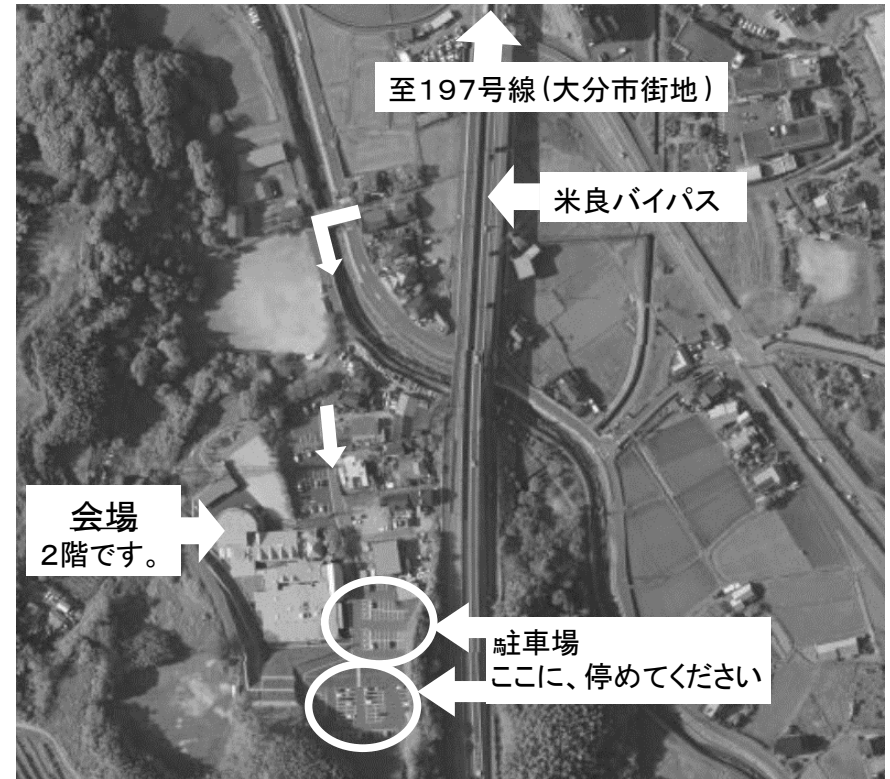 至197号線(大分市街地)
米良バイパス
会場
2階です。
駐車場
ここに、停めてください